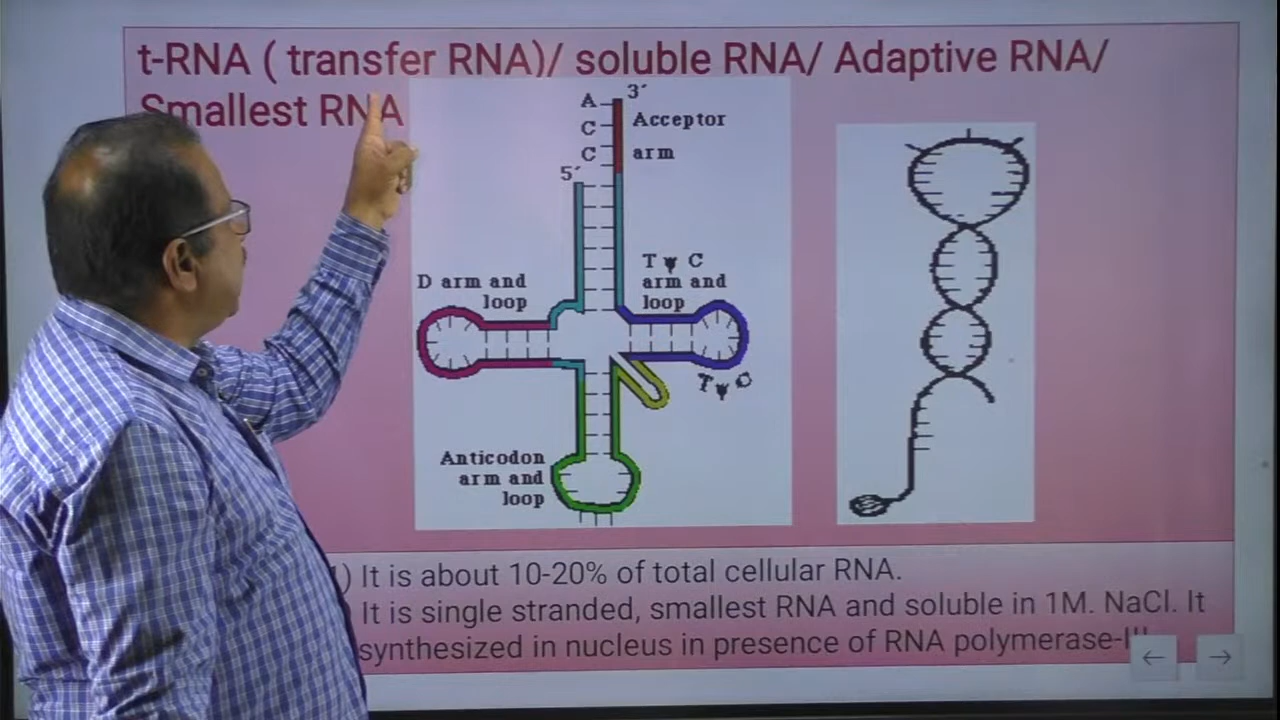 t-RNA ( transfer RNA)/ soluble RNA/ Adaptive RNA/
Smallest RNA
3´
A
Acceptor
C
C
arm
5´
T ψ C
D arm and
arm and
loop
loop
T ψ C
Anticodon
arm and
loop
) It is about 10-20% of total cellular RNA.
It is single stranded, smallest RNA and soluble in 1M. NaCl. It
synthesized in nucleus in presence of RNA polymerase-III
← →